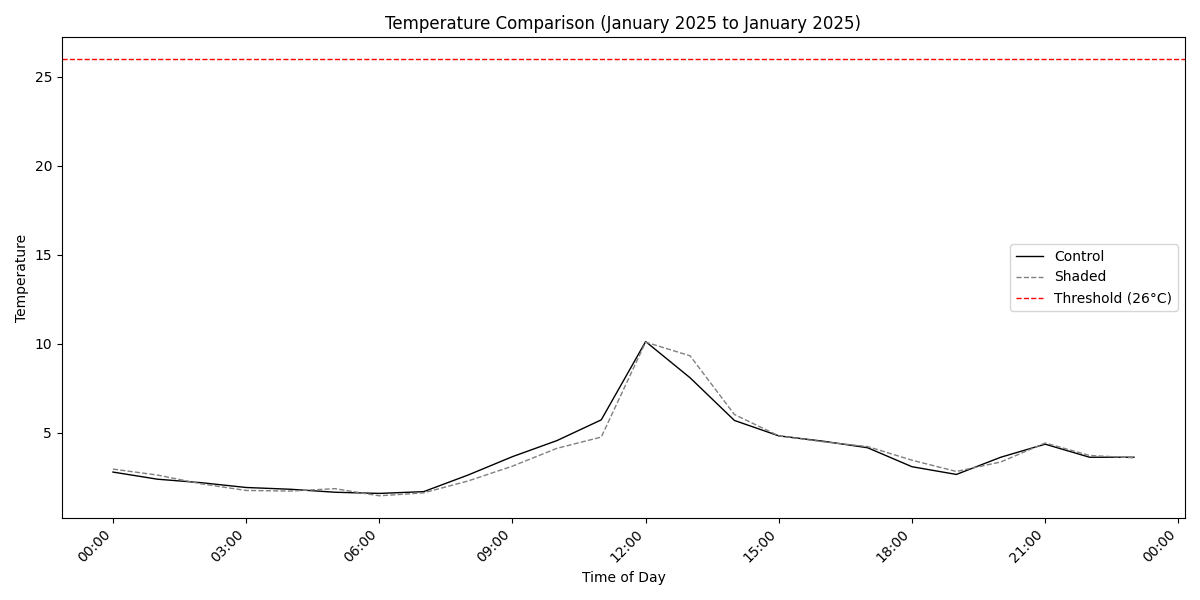 Temperature Comparison (January 2025 to January 2025)
Temperature
25
20
15
10
5
Control
Shaded
Threshold (26°C)
00:00
03:00
06:00
09:00
12:00
15:00
18:00
21:00
00:00
Time of Day